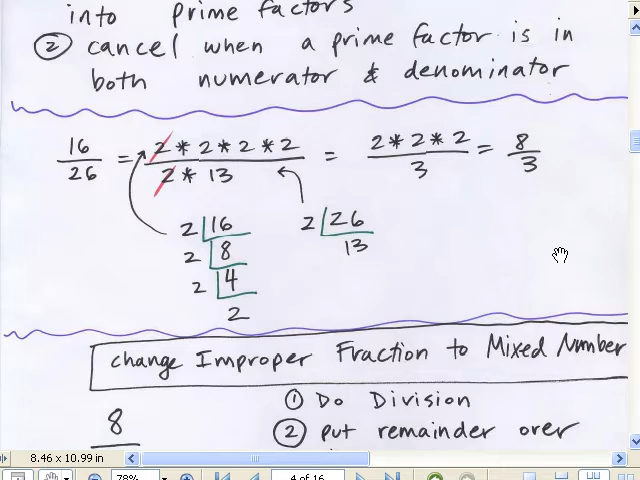 into prime factors
② cancel when a prime factor is in
both numerator & denominator
16/26 = 2 * 2 * 2 * 2 / 2 * 13 = 2 * 2 * 2 / 3 = 8/3
2 16 2 26
2 8 13
2 4
2
change Improper Fraction to Mixed Number
① Do Division
8 ② put remainder over
8.46 x 10.99 in
78% 4 of 16